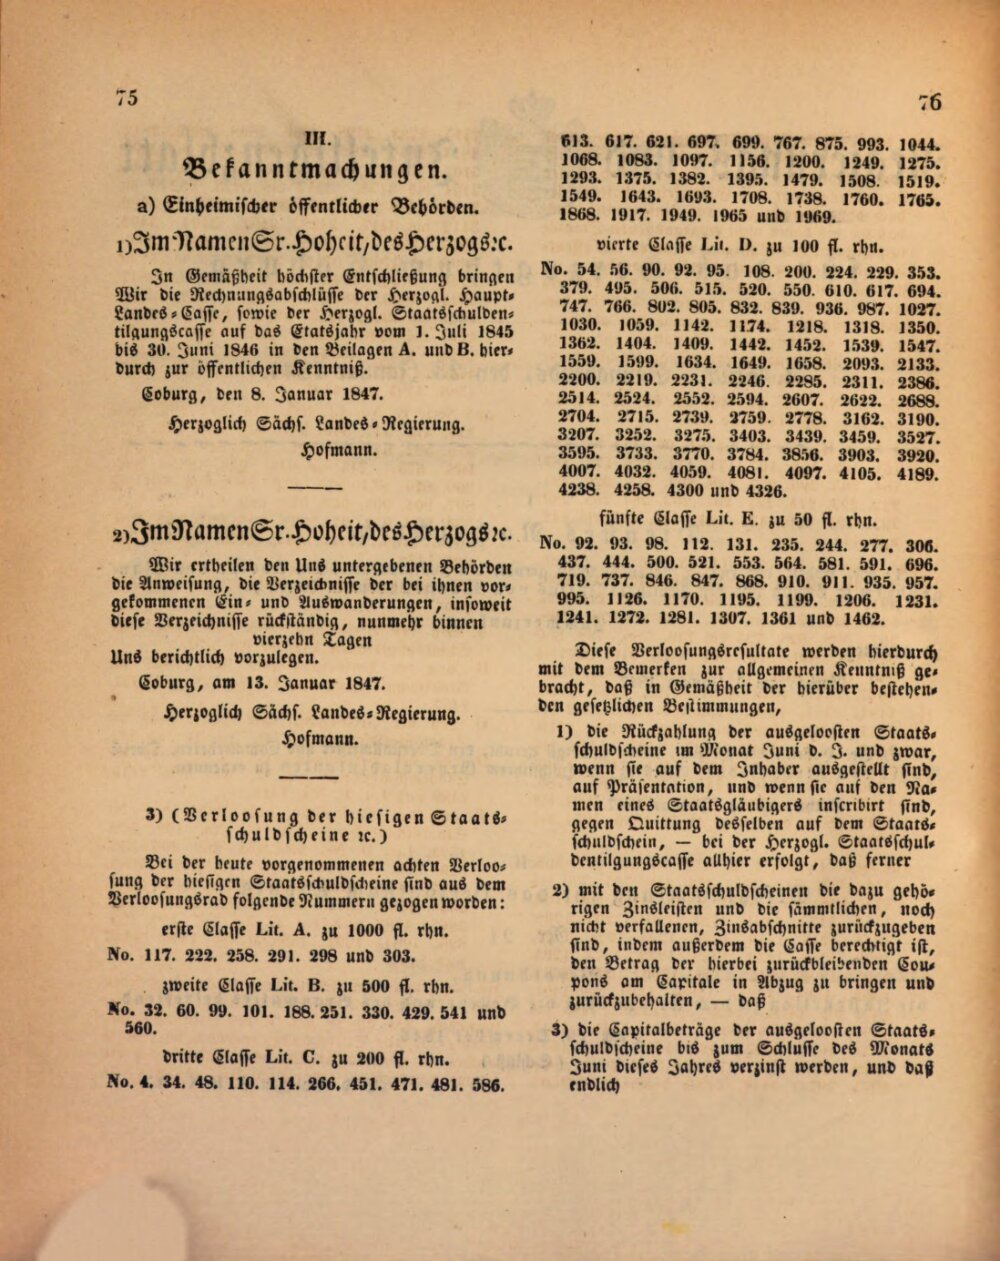 75
III.
Bekanntmachungen.
a) Einheimischer öffentlicher Behörden.
1) Im Namen Sr. Hoheit, des Herzogs ꝛc.
In Gemäßheit höchster Entschließung bringen
Wir die Rechnungsabschlüsse der Herzogl. Haupt-
Landes-Casse, sowie der Herzogl. Staatsschulden-
tilgungscasse auf das Etatsjahr vom 1. Juli 1845
bis 30. Juni 1846 in den Beilagen A. und B. hier-
durch zur öffentlichen Kenntniß.
Coburg, den 8. Januar 1847.
Herzoglich Sächs. Landes-Regierung.
Hofmann.
2) Im Namen Sr. Hoheit, des Herzogs ꝛc.
Wir ertheilen den Uns untergebenen Behörden
die Anweisung, die Verzeichnisse der bei ihnen vor-
gekommenen Ein- und Auswanderungen, insoweit
diese Verzeichnisse rückständig, nunmehr binnen
vierzehn Tagen
Uns berichtlich vorzulegen.
Coburg, am 13. Januar 1847.
Herzoglich Sächs. Landes-Regierung.
Hofmann.
3) (Verloosung der hiesigen Staats-
schuldscheine ꝛc.)
Bei der heute vorgenommenen achten Verloo-
sung der hiesigen Staatsschuldscheine sind aus dem
Verloosungsrad folgende Nummern gezogen worden:
erste Classe Lit. A. zu 1000 fl. rhn.
No. 117. 222. 258. 291. 298 und 303.
zweite Classe Lit. B. zu 500 fl. rhn.
No. 32. 60. 99. 101. 188. 251. 330. 429. 541 und
560.
dritte Classe Lit. C. zu 200 fl. rhn.
No. 4. 34. 48. 110. 114. 266. 451. 471. 481. 586.
76
613. 617. 621. 697. 699. 767. 875. 993. 1044.
1068. 1083. 1097. 1156. 1200. 1249. 1275.
1293. 1375. 1382. 1395. 1479. 1508. 1519.
1549. 1643. 1693. 1708. 1738. 1760. 1765.
1868. 1917. 1949. 1965 und 1969.
vierte Classe Lit. D. zu 100 fl. rhn.
No. 54. 56. 90. 92. 95. 108. 200. 224. 229. 353.
379. 495. 506. 515. 520. 550. 610. 617. 694.
747. 766. 802. 805. 832. 839. 936. 987. 1027.
1030. 1059. 1142. 1174. 1218. 1318. 1350.
1362. 1404. 1409. 1442. 1452. 1539. 1547.
1559. 1599. 1634. 1649. 1658. 2093. 2133.
2200. 2219. 2231. 2246. 2285. 2311. 2386.
2514. 2524. 2552. 2594. 2607. 2622. 2688.
2704. 2715. 2739. 2759. 2778. 3162. 3190.
3207. 3252. 3275. 3403. 3439. 3459. 3527.
3595. 3733. 3770. 3784. 3856. 3903. 3920.
4007. 4032. 4059. 4081. 4097. 4105. 4189.
4238. 4258. 4300 und 4326.
fünfte Classe Lit. E. zu 50 fl. rhn.
No. 92. 93. 98. 112. 131. 235. 244. 277. 306.
437. 444. 500. 521. 553. 564. 581. 591. 696.
719. 737. 846. 847. 868. 910. 911. 935. 957.
995. 1126. 1170. 1195. 1199. 1206. 1231.
1241. 1272. 1281. 1307. 1361 und 1462.
Diese Verloosungsresultate werden hierdurch
mit dem Bemerken zur allgemeinen Kenntniß ge-
bracht, daß in Gemäßheit der hierüber bestehen-
den gesetzlichen Bestimmungen,
1) die Rückzahlung der ausgeloosten Staats-
schuldscheine im Monat Juni d. J. und zwar,
wenn sie auf dem Inhaber ausgestellt sind,
auf Präsentation, und wenn sie auf den Na-
men eines Staatsgläubigers inscribirt sind,
gegen Quittung desselben auf dem Staats-
schuldschein, — bei der Herzogl. Staatsschul-
dentilgungscasse allhier erfolgt, daß ferner
2) mit den Staatsschuldscheinen die dazu gehö-
rigen Zinsleisten und die sämmtlichen, noch
nicht verfallenen, Zinsabschnitte zurückzugeben
sind, indem außerdem die Casse berechtigt ist,
den Betrag der hierbei zurückbleibenden Cou-
pons am Capitale in Abzug zu bringen und
zurückzubehalten, — daß
3) die Capitalbeträge der ausgeloosten Staats-
schuldscheine bis zum Schlusse des Monats
Juni dieses Jahres verzinst werden, und daß
endlich